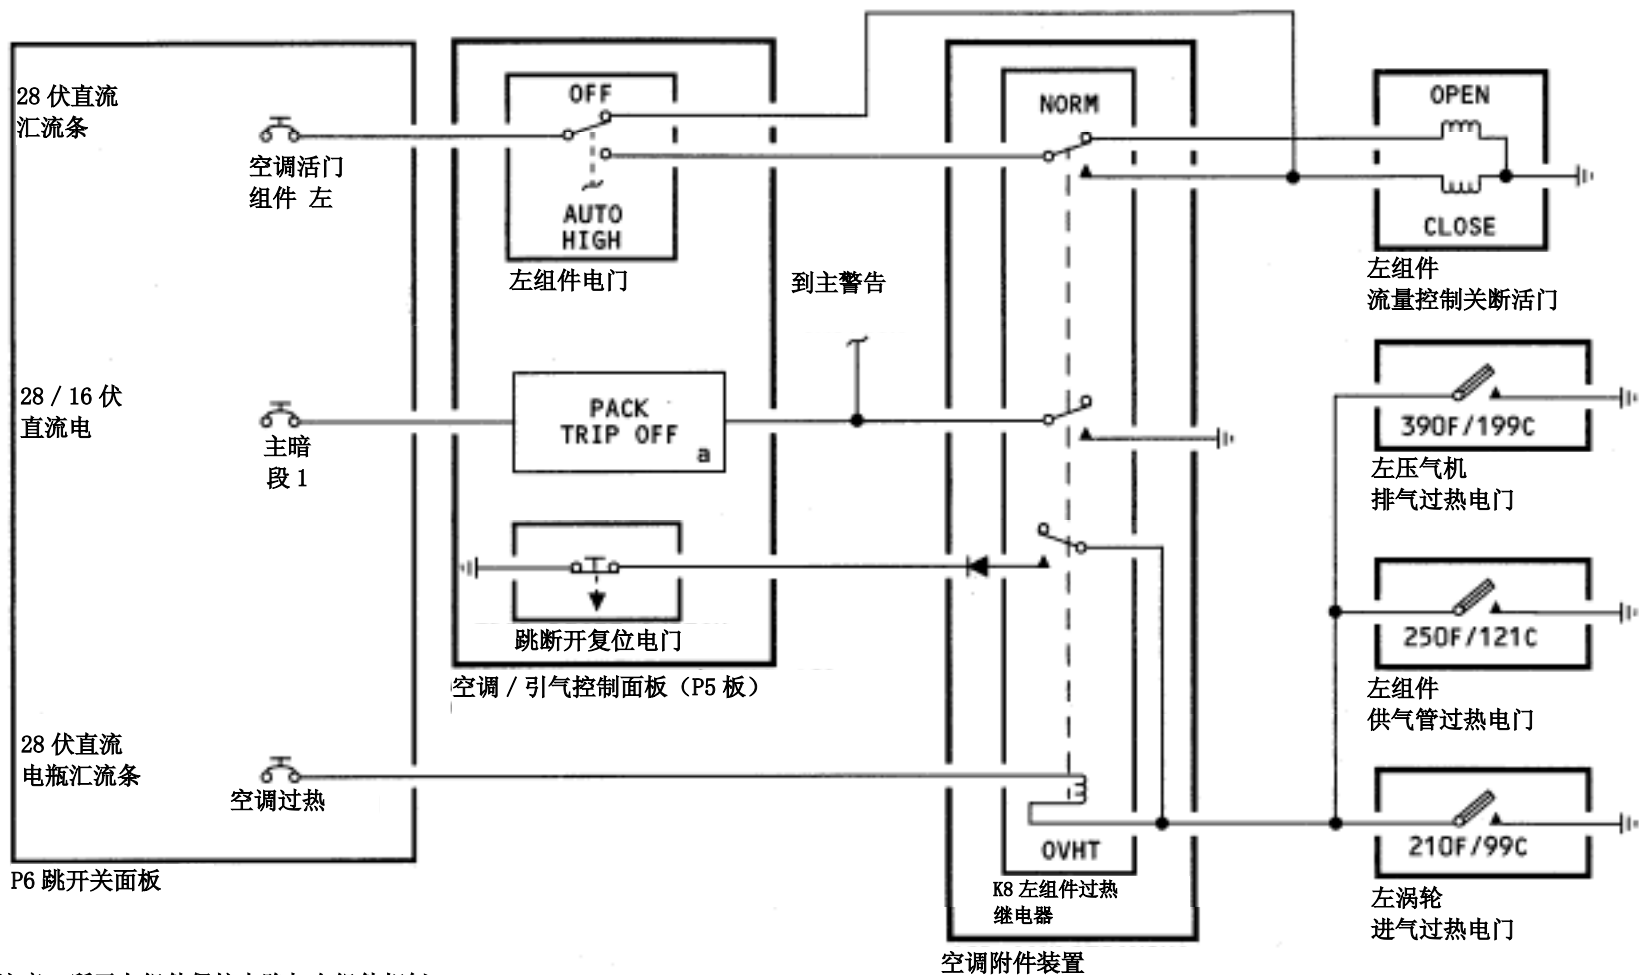 28 伏直流
汇流条
空调活门
组件 左
OFF
AUTO
HIGH
左组件电门
NORM
OPEN
CLOSE
左组件
流量控制关断活门
到主警告
28 / 16 伏
直流电
主暗
段 1
PACK
TRIP OFF
a
390F/199C
左压气机
排气过热电门
跳断开复位电门
空调 / 引气控制面板（P5 板）
250F/121C
左组件
供气管过热电门
28 伏直流
电瓶汇流条
空调过热
P6 跳开关面板
OVHT
K8 左组件过热
继电器
空调附件装置
210F/99C
左涡轮
进气过热电门